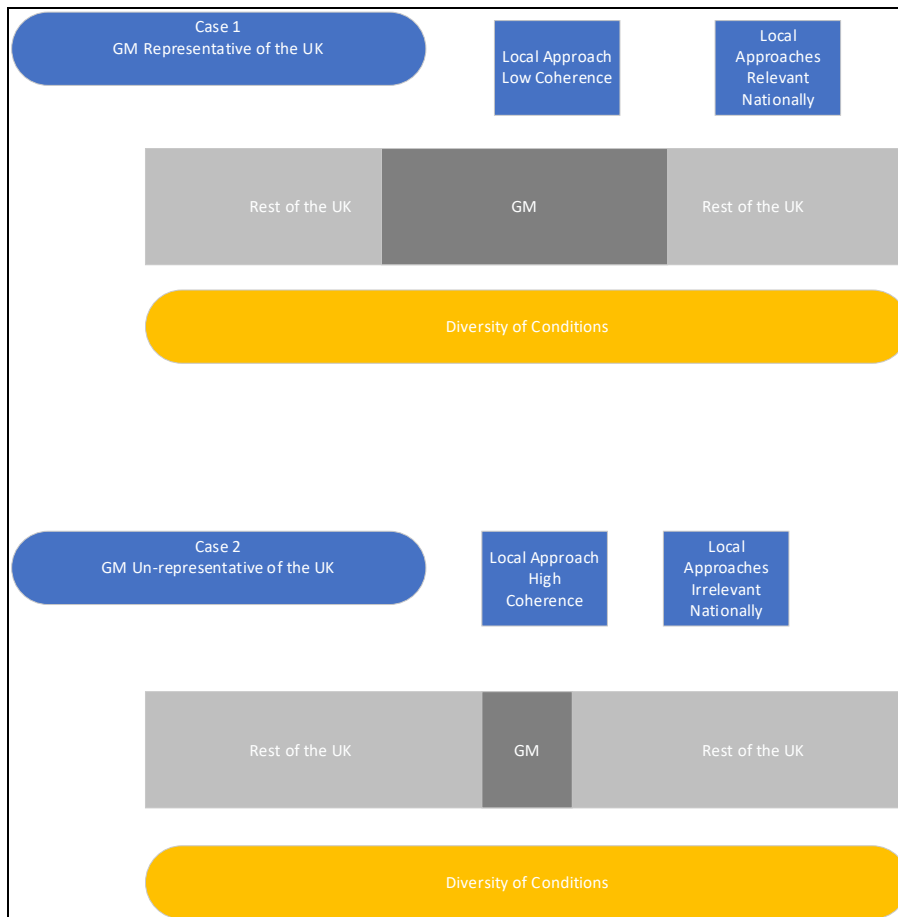 Case 1
GM Representative of the UK
Local Approach
Low Coherence
Local
Approaches
Relevant
Nationally
Rest of the UK
GM
Rest of the UK
Diversity of Conditions
Case 2
GM Un-representative of the UK
Local Approach
High
Coherence
Local
Approaches
Irrelevant
Nationally
Rest of the UK
GM
Rest of the UK
Diversity of Conditions